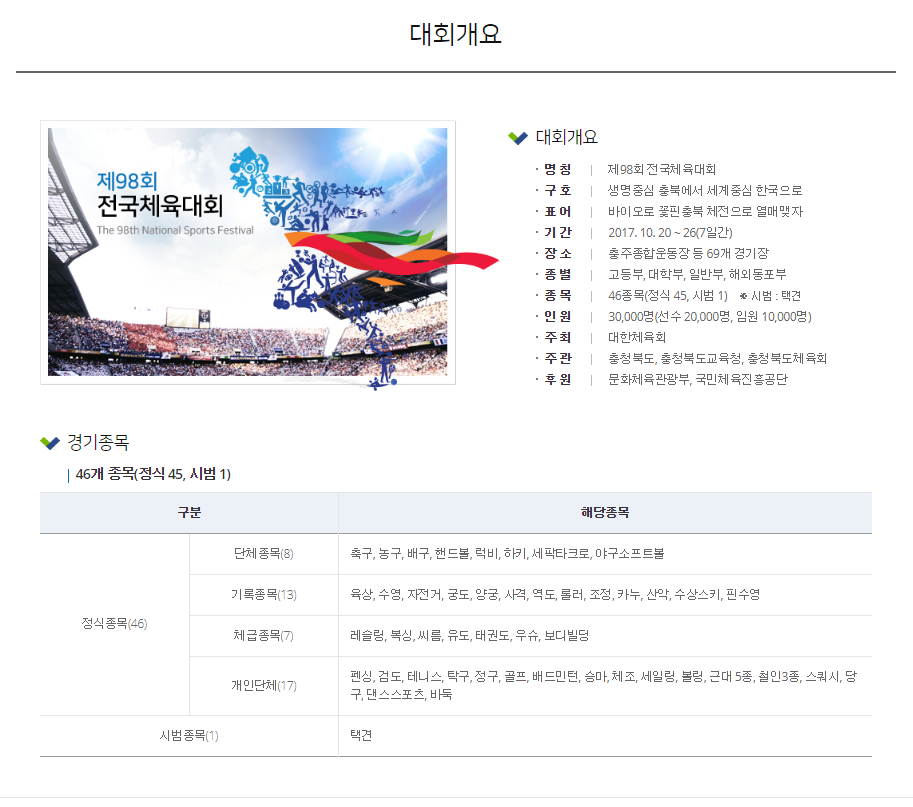 대회개요
제98회
전국체육대회
The 98th National Sports Festival
대회개요
· 명 칭 | 제98회 전국체육대회
· 구 호 | 생명중심 충북에서 세계중심 한국으로
· 표 어 | 바이오로 꽃핀충북 체전으로 열매맺자
· 기 간 | 2017. 10. 20 ~ 26(7일간)
· 장 소 | 충주종합운동장 등 69개 경기장
· 종 별 | 고등부, 대학부, 일반부, 해외동포부
· 종 목 | 46종목(정식 45, 시범 1) ※ 시범 : 택견
· 인 원 | 30,000명(선수 20,000명, 임원 10,000명)
· 주 최 | 대한체육회
· 주 관 | 충청북도, 충청북도교육청, 충청북도체육회
· 후 원 | 문화체육관광부, 국민체육진흥공단
경기종목
| 46개 종목(정식 45, 시범 1)
구분 해당종목
정식종목(46)
단체종목(8) 축구, 농구, 배구, 핸드볼, 럭비, 하키, 세팍타크로, 야구소프트볼
기록종목(13) 육상, 수영, 자전거, 궁도, 양궁, 사격, 역도, 롤러, 조정, 카누, 산악, 수상스키, 핀수영
체급종목(7) 레슬링, 복싱, 씨름, 유도, 태권도, 우슈, 보디빌딩
개인단체(17) 펜싱, 검도, 테니스, 탁구, 정구, 골프, 배드민턴, 승마, 체조, 세일링, 볼링, 근대 5종, 철인3종, 스쿼시, 당
구, 댄스스포츠, 바둑
시범종목(1) 택견